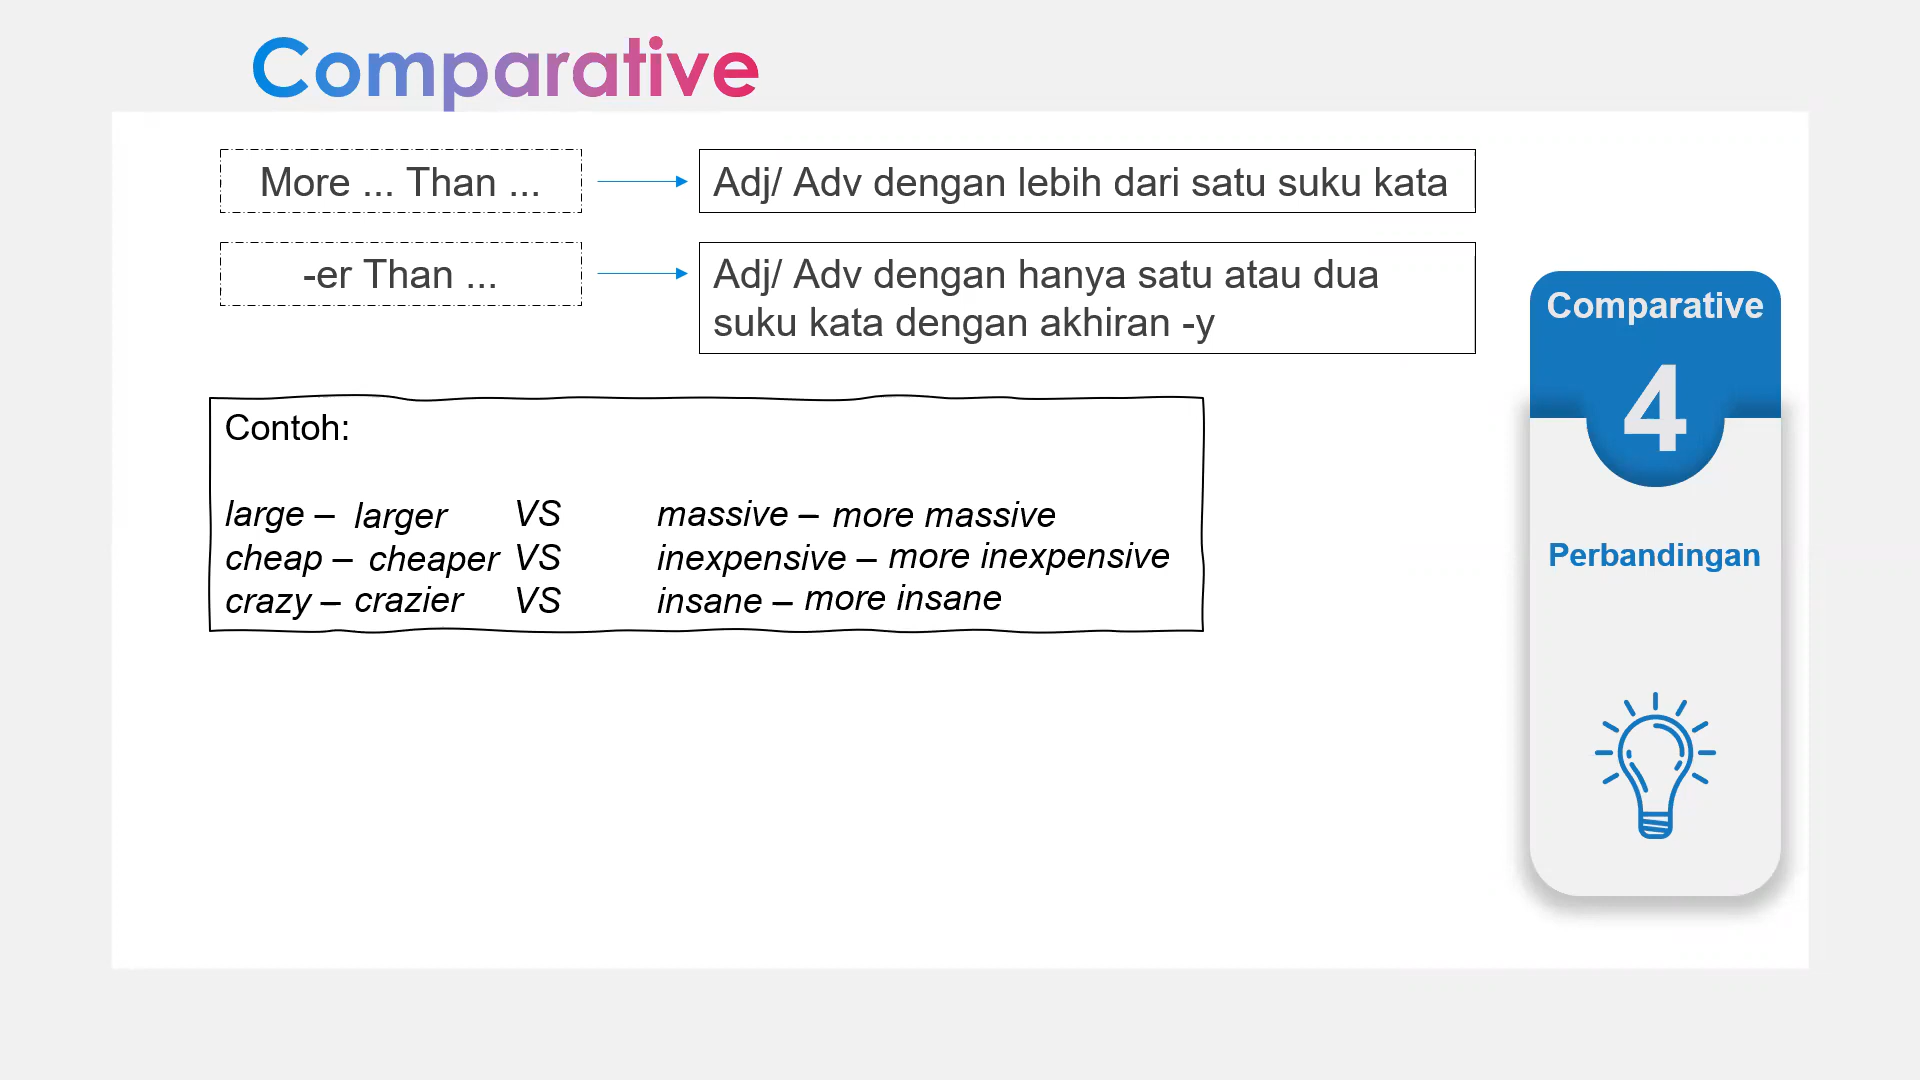 Comparative
More ... Than ...
Adj/ Adv dengan lebih dari satu suku kata
-er Than ...
Adj/ Adv dengan hanya satu atau dua
suku kata dengan akhiran -y
Contoh:
large – larger VS massive – more massive
cheap – cheaper VS inexpensive – more inexpensive
crazy – crazier VS insane – more insane
Comparative
4
Perbandingan